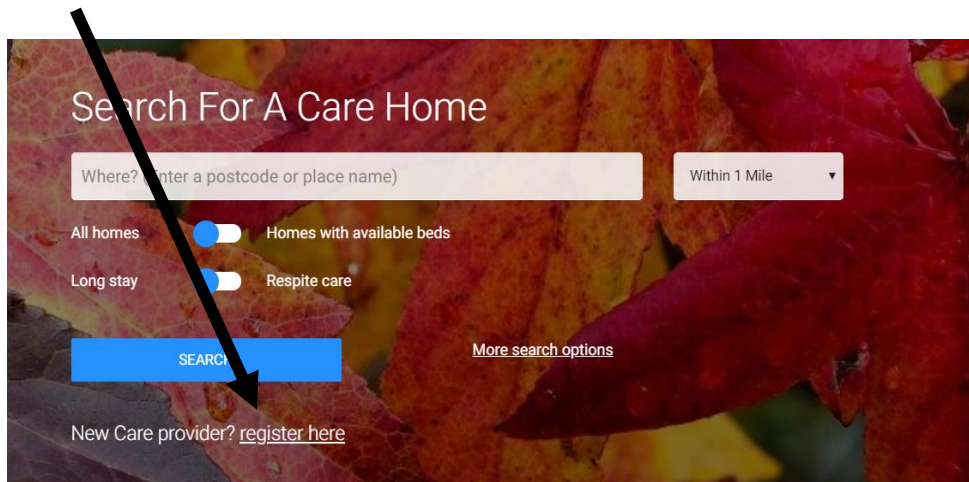 Search For A Care Home
Where? (Enter a postcode or place name)
Within 1 Mile
All homes
Homes with available beds
Long stay
Respite care
SEARCH
More search options
New Care provider? register here